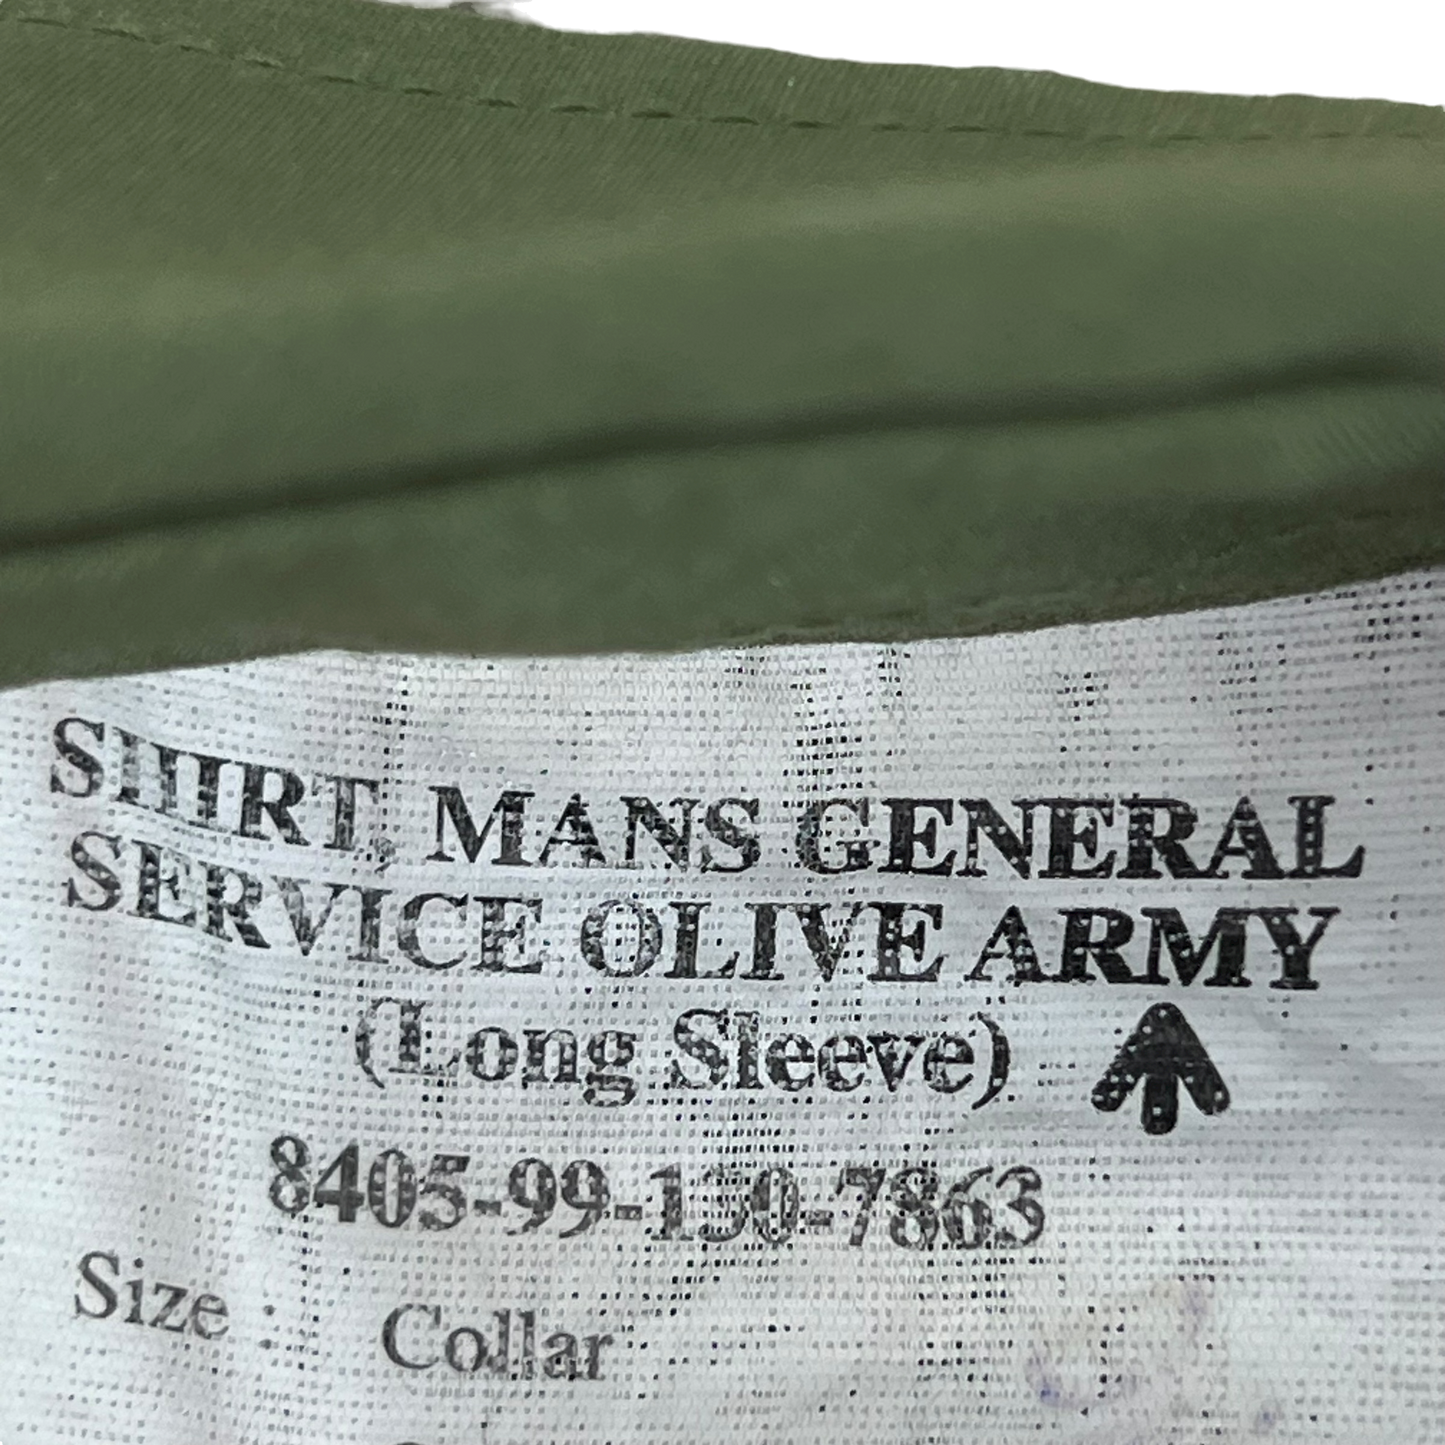 SHIRT, MANS GENERAL
SERVICE OLIVE ARMY
(Long Sleeve)
8405-99-130-7863
Size : Collar